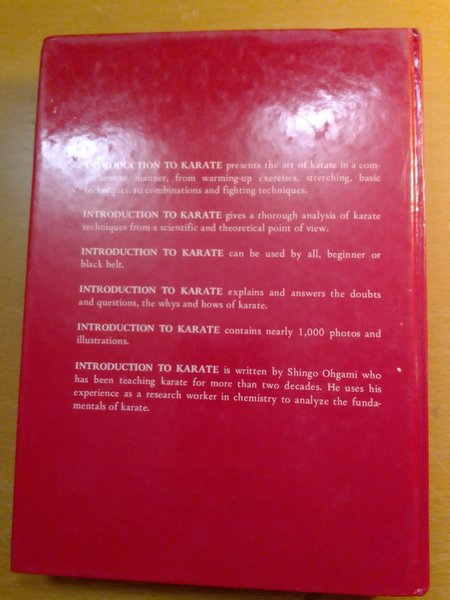 INTRODUCTION TO KARATE presents the art of karate in a com-
prehensive manner, from warming-up exercises, stretching, basic
techniques, to combinations and fighting techniques.
INTRODUCTION TO KARATE gives a thorough analysis of karate
techniques from a scientific and theoretical point of view.
INTRODUCTION TO KARATE can be used by all, beginner or
black belt.
INTRODUCTION TO KARATE explains and answers the doubts
and questions, the whys and hows of karate.
INTRODUCTION TO KARATE contains nearly 1,000 photos and
illustrations.
INTRODUCTION TO KARATE is written by Shingo Ohgami who
has been teaching karate for more than two decades. He uses his
experience as a research worker in chemistry to analyze the funda-
mentals of karate.